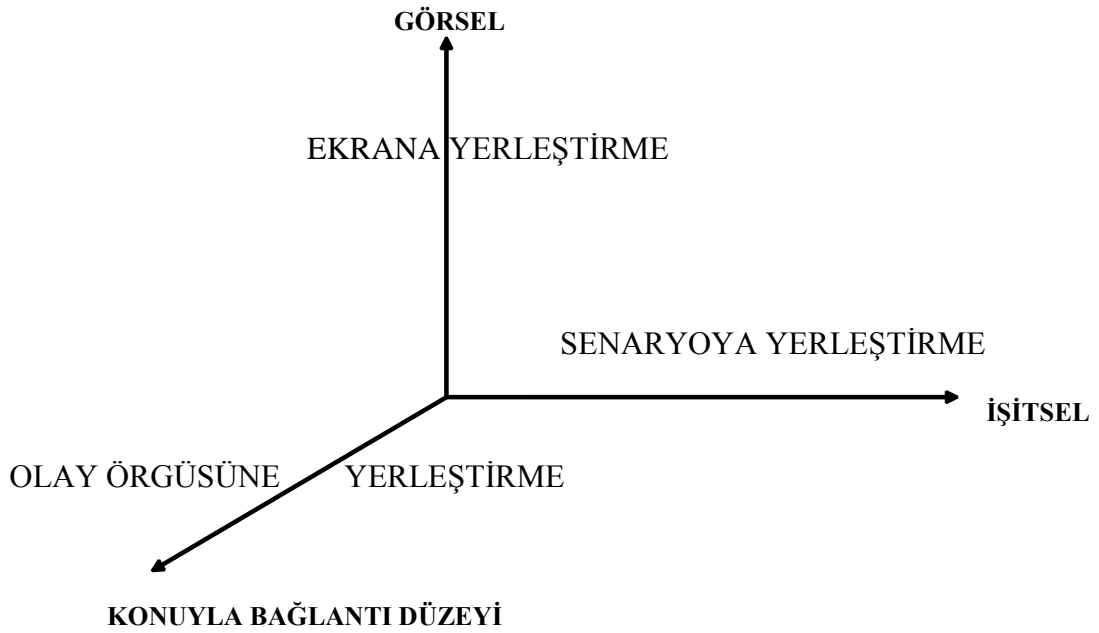 GÖRSEL
EKRANA YERLEŞTİRME
SENARYOYA YERLEŞTİRME
İŞİTSEL
OLAY ÖRGÜSÜNE YERLEŞTİRME
KONUYLA BAĞLANTI DÜZEYİ